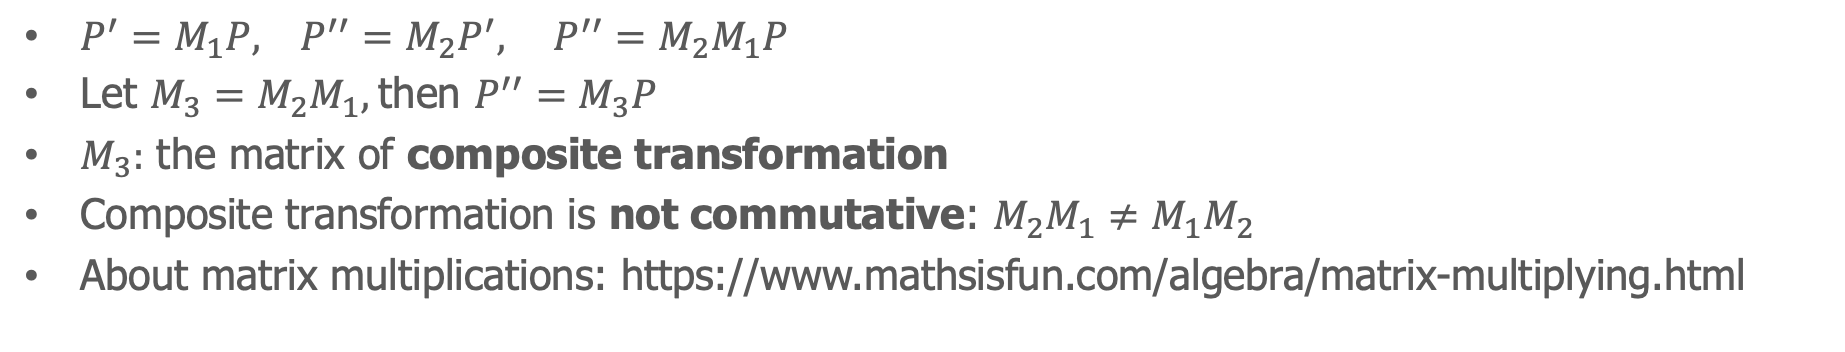 • P′ = M₁P, P′′ = M₂P′, P′′ = M₂M₁P
• Let M₃ = M₂M₁, then P′′ = M₃P
• M₃: the matrix of composite transformation
• Composite transformation is not commutative: M₂M₁ ≠ M₁M₂
• About matrix multiplications: https://www.mathsisfun.com/algebra/matrix-multiplying.html